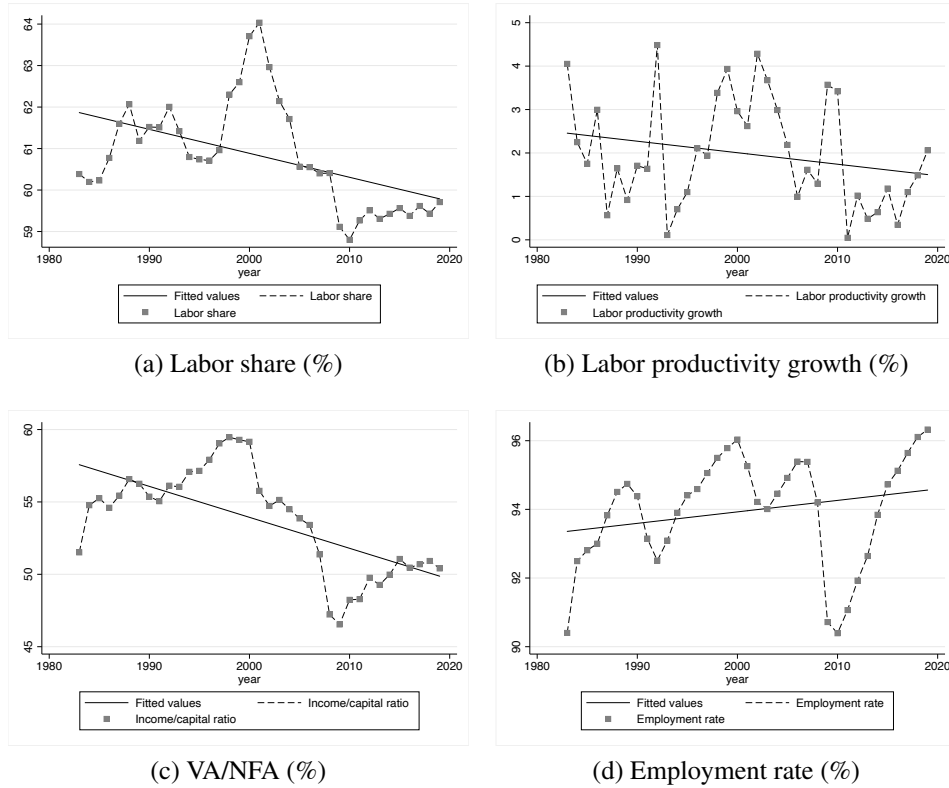 64
62
61
60
59
1980
1990
2000
2010
2020
year
Fitted values
Labor share
Labor share
(a) Labor share (%)
5
4
3
2
1
0
1980
1990
2000
2010
2020
year
Fitted values
Labor productivity growth
Labor productivity growth
(b) Labor productivity growth (%)
60
55
50
45
1980
1990
2000
2010
2020
year
Fitted values
Income/capital ratio
Income/capital ratio
(c) VA/NFA (%)
96
94
92
90
1980
1990
2000
2010
2020
year
Fitted values
Employment rate
Employment rate
(d) Employment rate (%)